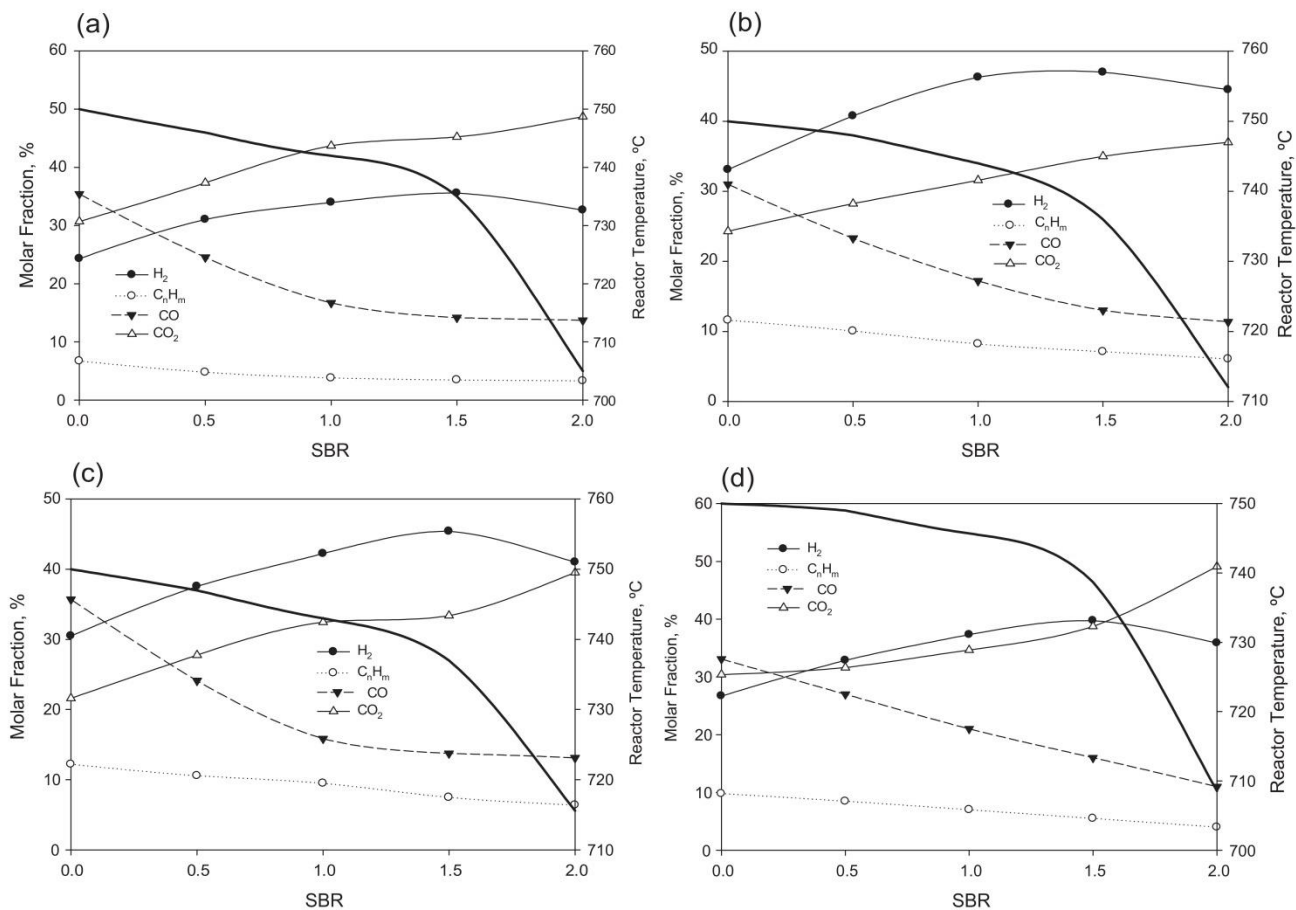 (a)
60
50
40
30
20
10
0
Molar Fraction, %
760
750
740
730
720
710
700
Reactor Temperature, ºC
H2
CnHm
CO
CO2
0.0 0.5 1.0 1.5 2.0
SBR
(b)
50
40
30
20
10
0
Molar Fraction, %
760
750
740
730
720
710
Reactor Temperature, ºC
H2
CnHm
CO
CO2
0.0 0.5 1.0 1.5 2.0
SBR
(c)
50
40
30
20
10
0
Molar Fraction, %
760
750
740
730
720
710
Reactor Temperature, ºC
H2
CnHm
CO
CO2
0.0 0.5 1.0 1.5 2.0
SBR
(d)
60
50
40
30
20
10
0
Molar Fraction, %
750
740
730
720
710
700
Reactor Temperature, ºC
H2
CnHm
CO
CO2
0.0 0.5 1.0 1.5 2.0
SBR